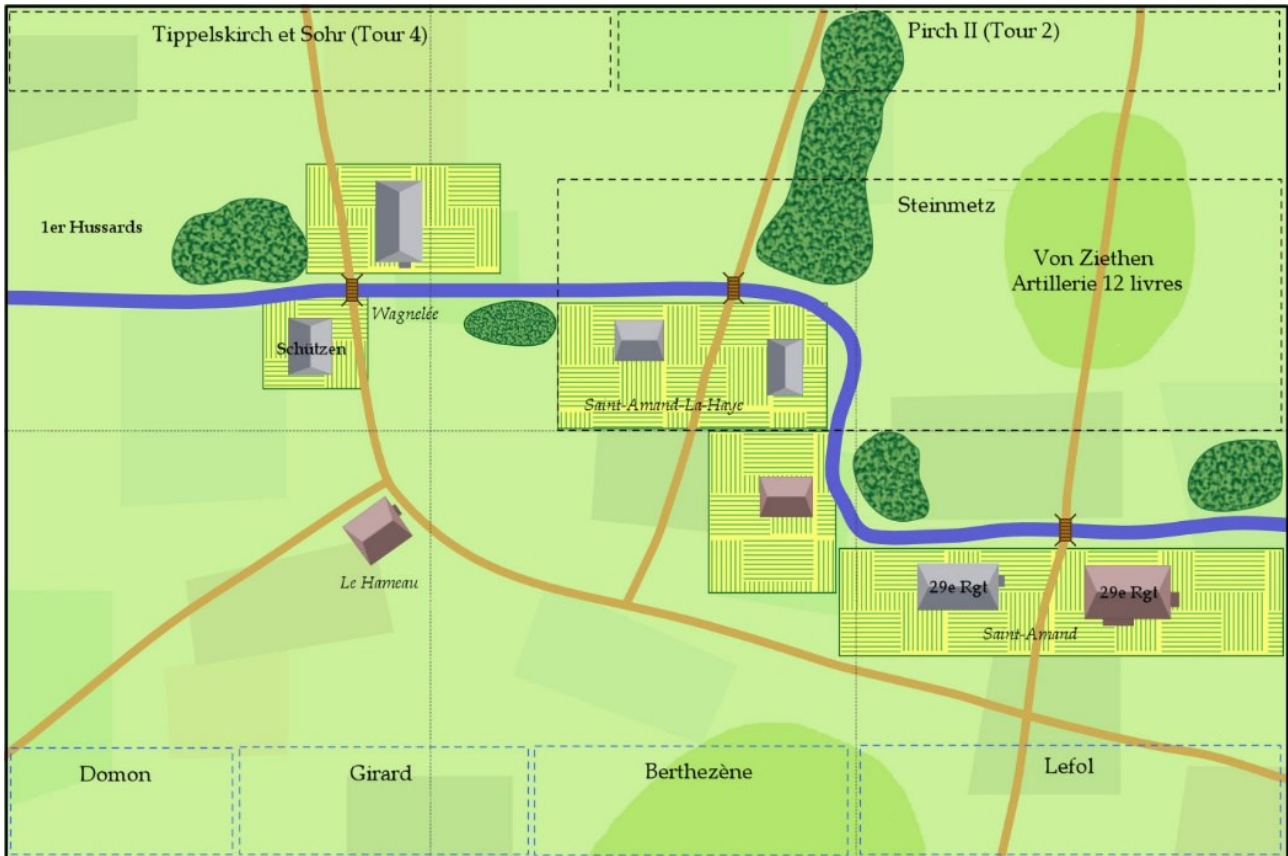 Tippelskirch et Sohr (Tour 4)
Pirch II (Tour 2)
Steinmetz
1er Hussards
Von Ziethen
Artillerie 12 livres
Wagnelée
Schützen
Saint-Amand-La-Haye
Le Hameau
29e Rgt
29e Rgt
Saint-Amand
Domon
Girard
Berthezène
Lefol